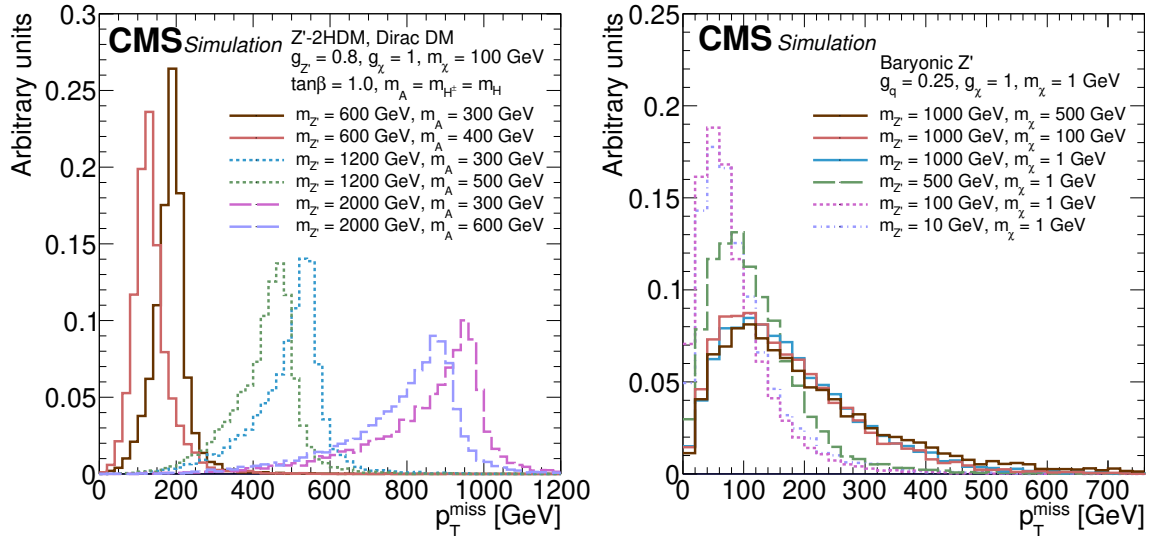 CMS Simulation
Z'-2HDM, Dirac DM
g_Z' = 0.8, g_χ = 1, m_χ = 100 GeV
tanβ = 1.0, m_A = m_H± = m_H
m_Z' = 600 GeV, m_A = 300 GeV
m_Z' = 600 GeV, m_A = 400 GeV
m_Z' = 1200 GeV, m_A = 300 GeV
m_Z' = 1200 GeV, m_A = 500 GeV
m_Z' = 2000 GeV, m_A = 300 GeV
m_Z' = 2000 GeV, m_A = 600 GeV
Arbitrary units
0.3
0.25
0.2
0.15
0.1
0.05
0
0 200 400 600 800 1000 1200
p_T^miss [GeV]
CMS Simulation
Baryonic Z'
g_q = 0.25, g_χ = 1, m_χ = 1 GeV
m_Z' = 1000 GeV, m_χ = 500 GeV
m_Z' = 1000 GeV, m_χ = 100 GeV
m_Z' = 1000 GeV, m_χ = 1 GeV
m_Z' = 500 GeV, m_χ = 1 GeV
m_Z' = 100 GeV, m_χ = 1 GeV
m_Z' = 10 GeV, m_χ = 1 GeV
Arbitrary units
0.25
0.2
0.15
0.1
0.05
0
0 100 200 300 400 500 600 700
p_T^miss [GeV]